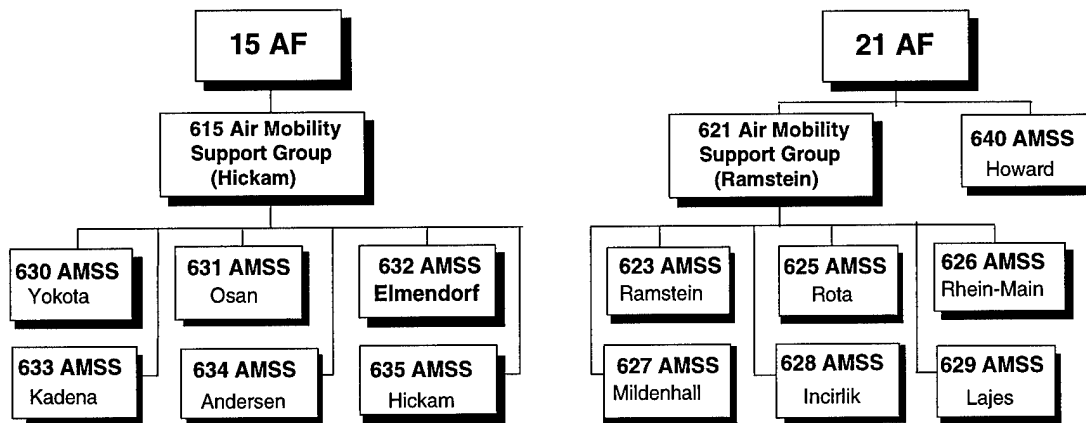 15 AF
615 Air Mobility
Support Group
(Hickam)
630 AMSS
Yokota
631 AMSS
Osan
632 AMSS
Elmendorf
633 AMSS
Kadena
634 AMSS
Andersen
635 AMSS
Hickam
21 AF
621 Air Mobility
Support Group
(Ramstein)
640 AMSS
Howard
623 AMSS
Ramstein
625 AMSS
Rota
626 AMSS
Rhein-Main
627 AMSS
Mildenhall
628 AMSS
Incirlik
629 AMSS
Lajes